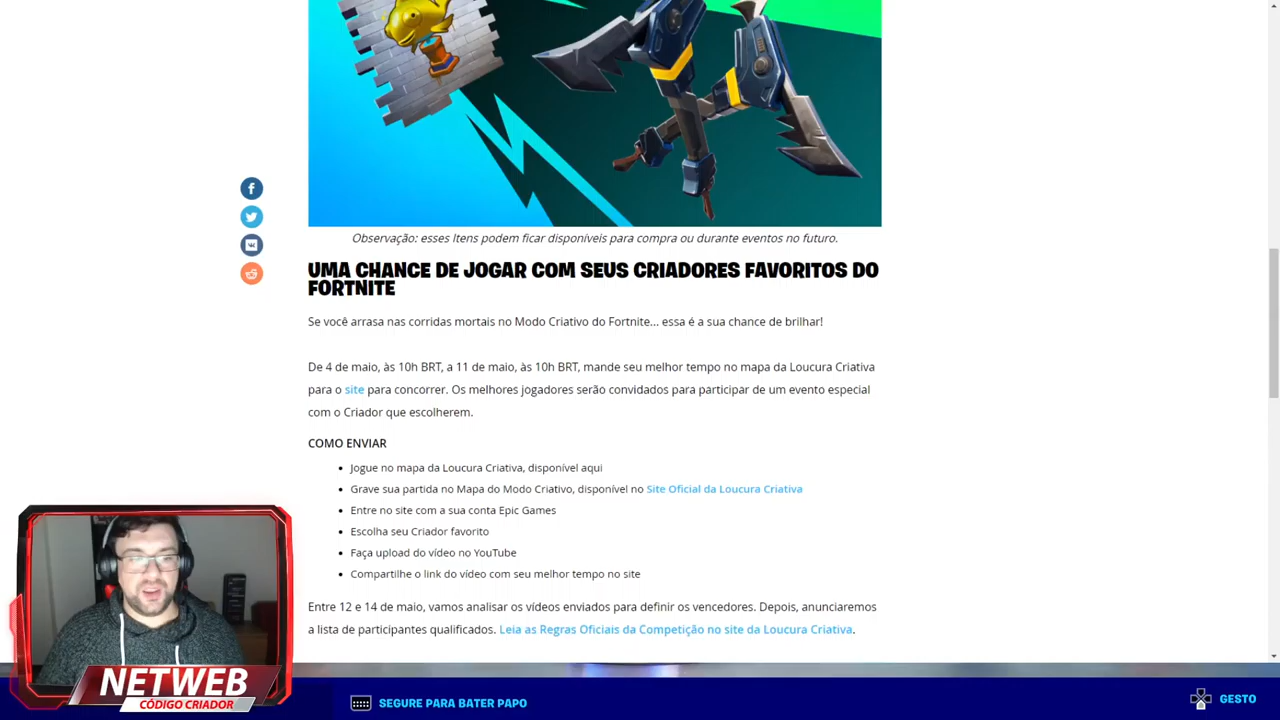 Observação: esses Itens podem ficar disponíveis para compra ou durante eventos no futuro.
UMA CHANCE DE JOGAR COM SEUS CRIADORES FAVORITOS DO
FORTNITE
Se você arrasa nas corridas mortais no Modo Criativo do Fortnite... essa é a sua chance de brilhar!
De 4 de maio, às 10h BRT, a 11 de maio, às 10h BRT, mande seu melhor tempo no mapa da Loucura Criativa
para o site para concorrer. Os melhores jogadores serão convidados para participar de um evento especial
com o Criador que escolherem.
COMO ENVIAR
Jogue no mapa da Loucura Criativa, disponível aqui
Grave sua partida no Mapa do Modo Criativo, disponível no Site Oficial da Loucura Criativa
Entre no site com a sua conta Epic Games
Escolha seu Criador favorito
Faça upload do vídeo no YouTube
Compartilhe o link do vídeo com seu melhor tempo no site
Entre 12 e 14 de maio, vamos analisar os vídeos enviados para definir os vencedores. Depois, anunciaremos
a lista de participantes qualificados. Leia as Regras Oficiais da Competição no site da Loucura Criativa.
NETWEB
CÓDIGO CRIADOR
SEGURE PARA BATER PAPO
GESTO